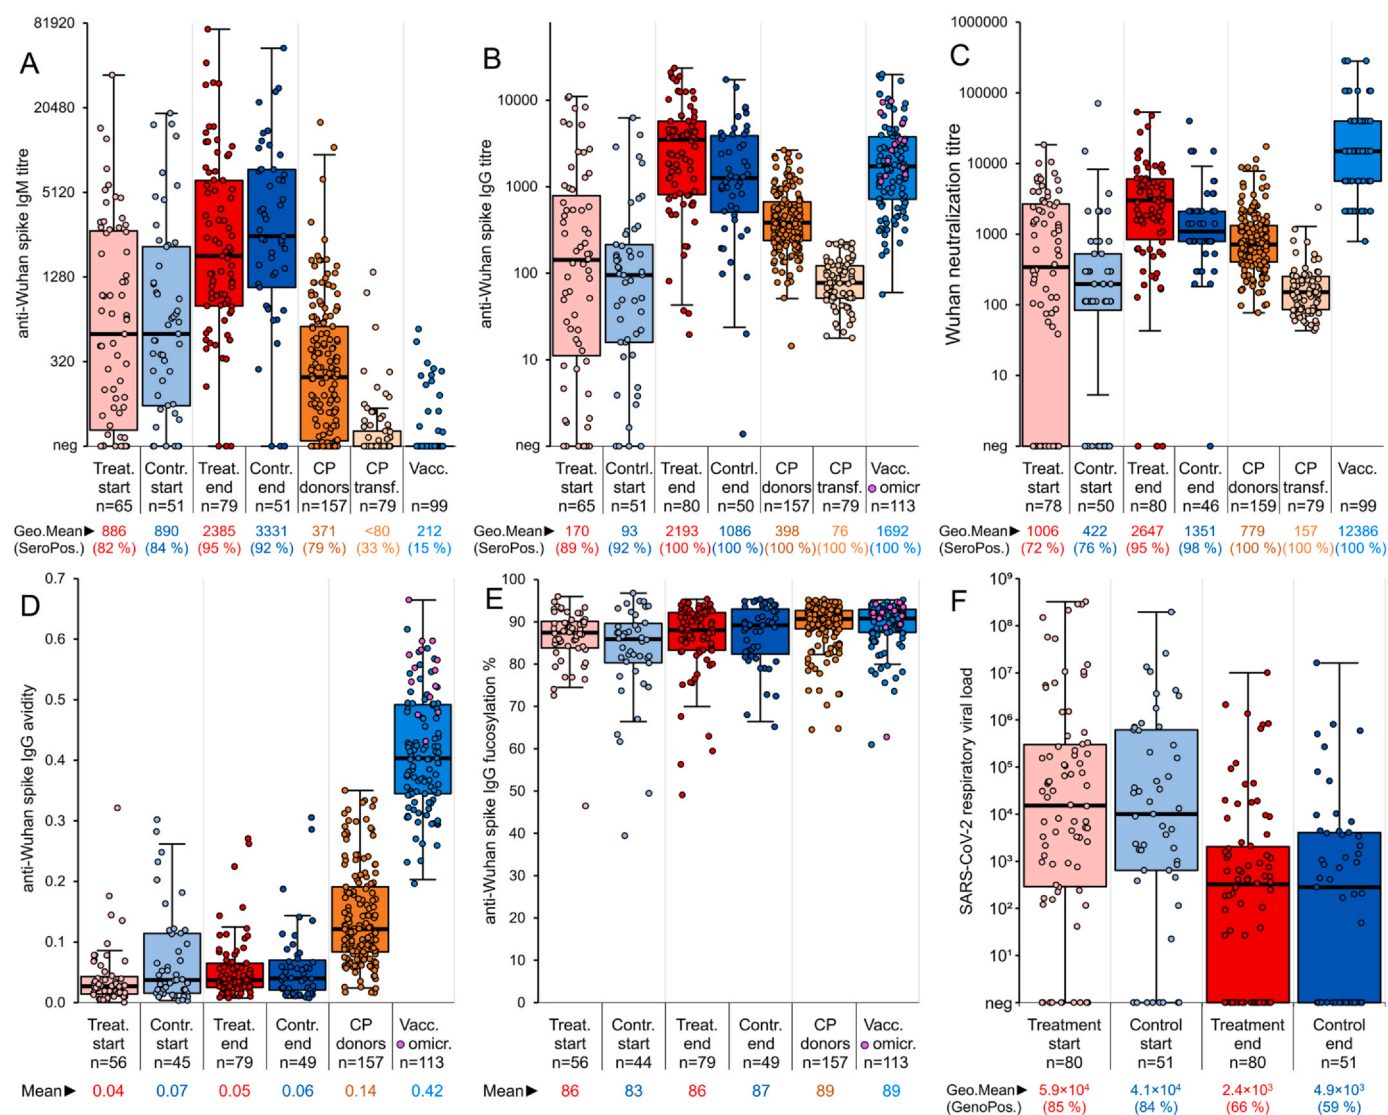 A
anti-Wuhan spike IgM titre
81920
20480
5120
1280
320
neg
Treat. Contr. Treat. Contr. CP CP Vacc.
start start end end donors transf.
n=65 n=51 n=79 n=51 n=157 n=79 n=99
Geo.Mean► 886 890 2385 3331 371 <80 212
(SeroPos.) (82 %) (84 %) (95 %) (92 %) (79 %) (33 %) (15 %)
B
anti-Wuhan spike IgG titre
10000
1000
100
10
neg
Treat. Contrl. Treat. Contrl. CP CP Vacc.
start start end end donors transf. omicr
n=65 n=51 n=80 n=50 n=157 n=79 n=113
Geo.Mean► 170 93 2193 1086 398 76 1692
(SeroPos.) (89 %) (92 %) (100 %) (100 %) (100 %) (100 %) (100 %)
C
Wuhan neutralization titre
1000000
100000
10000
1000
100
10
neg
Treat. Contr. Treat. Contr. CP CP Vacc.
start start end end donors transf.
n=78 n=50 n=80 n=46 n=159 n=79 n=99
Geo.Mean► 1006 422 2647 1351 779 157 12386
(SeroPos.) (72 %) (76 %) (95 %) (98 %) (100 %) (100 %) (100 %)
D
anti-Wuhan spike IgG avidity
0.7
0.6
0.5
0.4
0.3
0.2
0.1
0.0
Treat. Contr. Treat. Contr. CP Vacc.
start start end end donors omicr.
n=56 n=45 n=79 n=49 n=157 n=113
Mean► 0.04 0.07 0.05 0.06 0.14 0.42
E
anti-Wuhan spike IgG fucosylation %
100
90
80
70
60
50
40
30
20
10
0
Treat. Contr. Treat. Contr. CP Vacc.
start start end end donors omicr.
n=56 n=44 n=79 n=49 n=157 n=113
Mean► 86 83 86 87 89 89
F
SARS-CoV-2 respiratory viral load
10⁹
10⁸
10⁷
10⁶
10⁵
10⁴
10³
10²
10¹
neg
Treatment Control Treatment Control
start start end end
n=80 n=51 n=80 n=51
Geo.Mean► 5.9×10⁴ 4.1×10⁴ 2.4×10³ 4.9×10³
(GenoPos.) (85 %) (84 %) (66 %) (59 %)